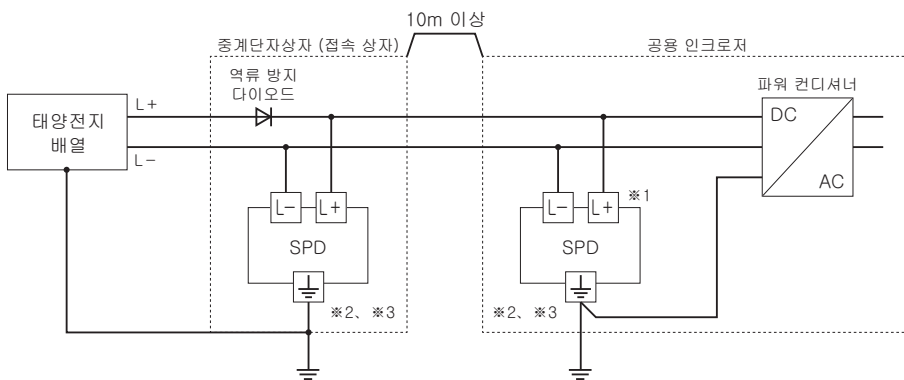 10m 이상
중계단자상자 (접속 상자)
공용 인크로저
역류 방지
다이오드
파워 컨디셔너
L+
태양전지
배열
L-
DC
AC
L-
L+
SPD
※2、※3
L-
L+
※1
SPD
※2、※3